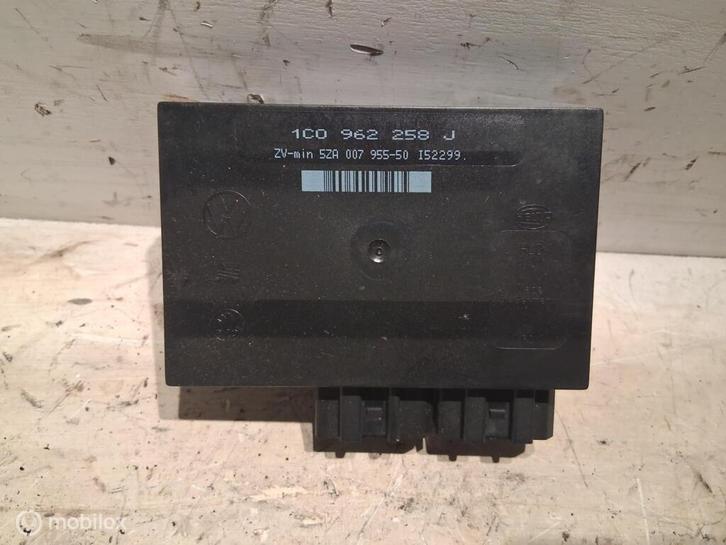 1C0 962 258 J
ZV-min 5ZA 007 955-50 I52299.
mobilox